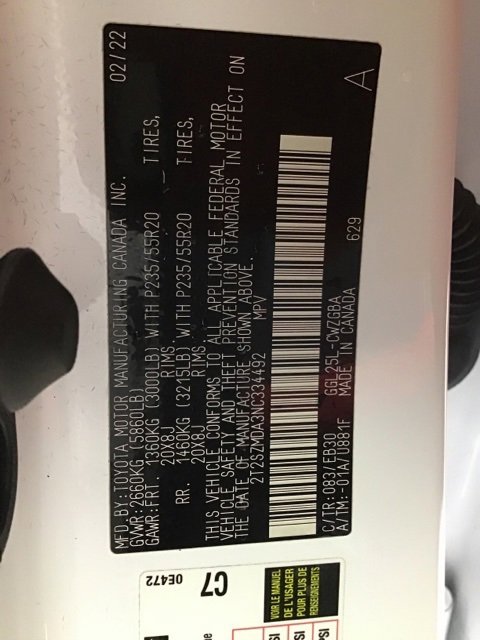 MFD.BY:TOYOTA MOTOR MANUFACTURING CANADA INC. 02/22
GVWR:2660KG (5860LB)
GAWR:FRT. 1360KG (3000LB) WITH P235/55R20 TIRES,
20X8J RIMS.
RR. 1460KG (3215LB) WITH P235/55R20 TIRES,
20X8J RIMS.
THIS VEHICLE CONFORMS TO ALL APPLICABLE FEDERAL MOTOR
VEHICLE SAFETY AND THEFT PREVENTION STANDARDS IN EFFECT ON
THE DATE OF MANUFACTURE SHOWN ABOVE.
2T2SZMDA3NC334492 MPV
A
C/TR:083/EB30 GGL25L-CWZGBA
A/TM:-01A/U881F MADE IN CANADA 629
0E472
C7
VOIR LE MANUEL
DE L'USAGER
POUR PLUS DE
RENSEIGNEMENTS